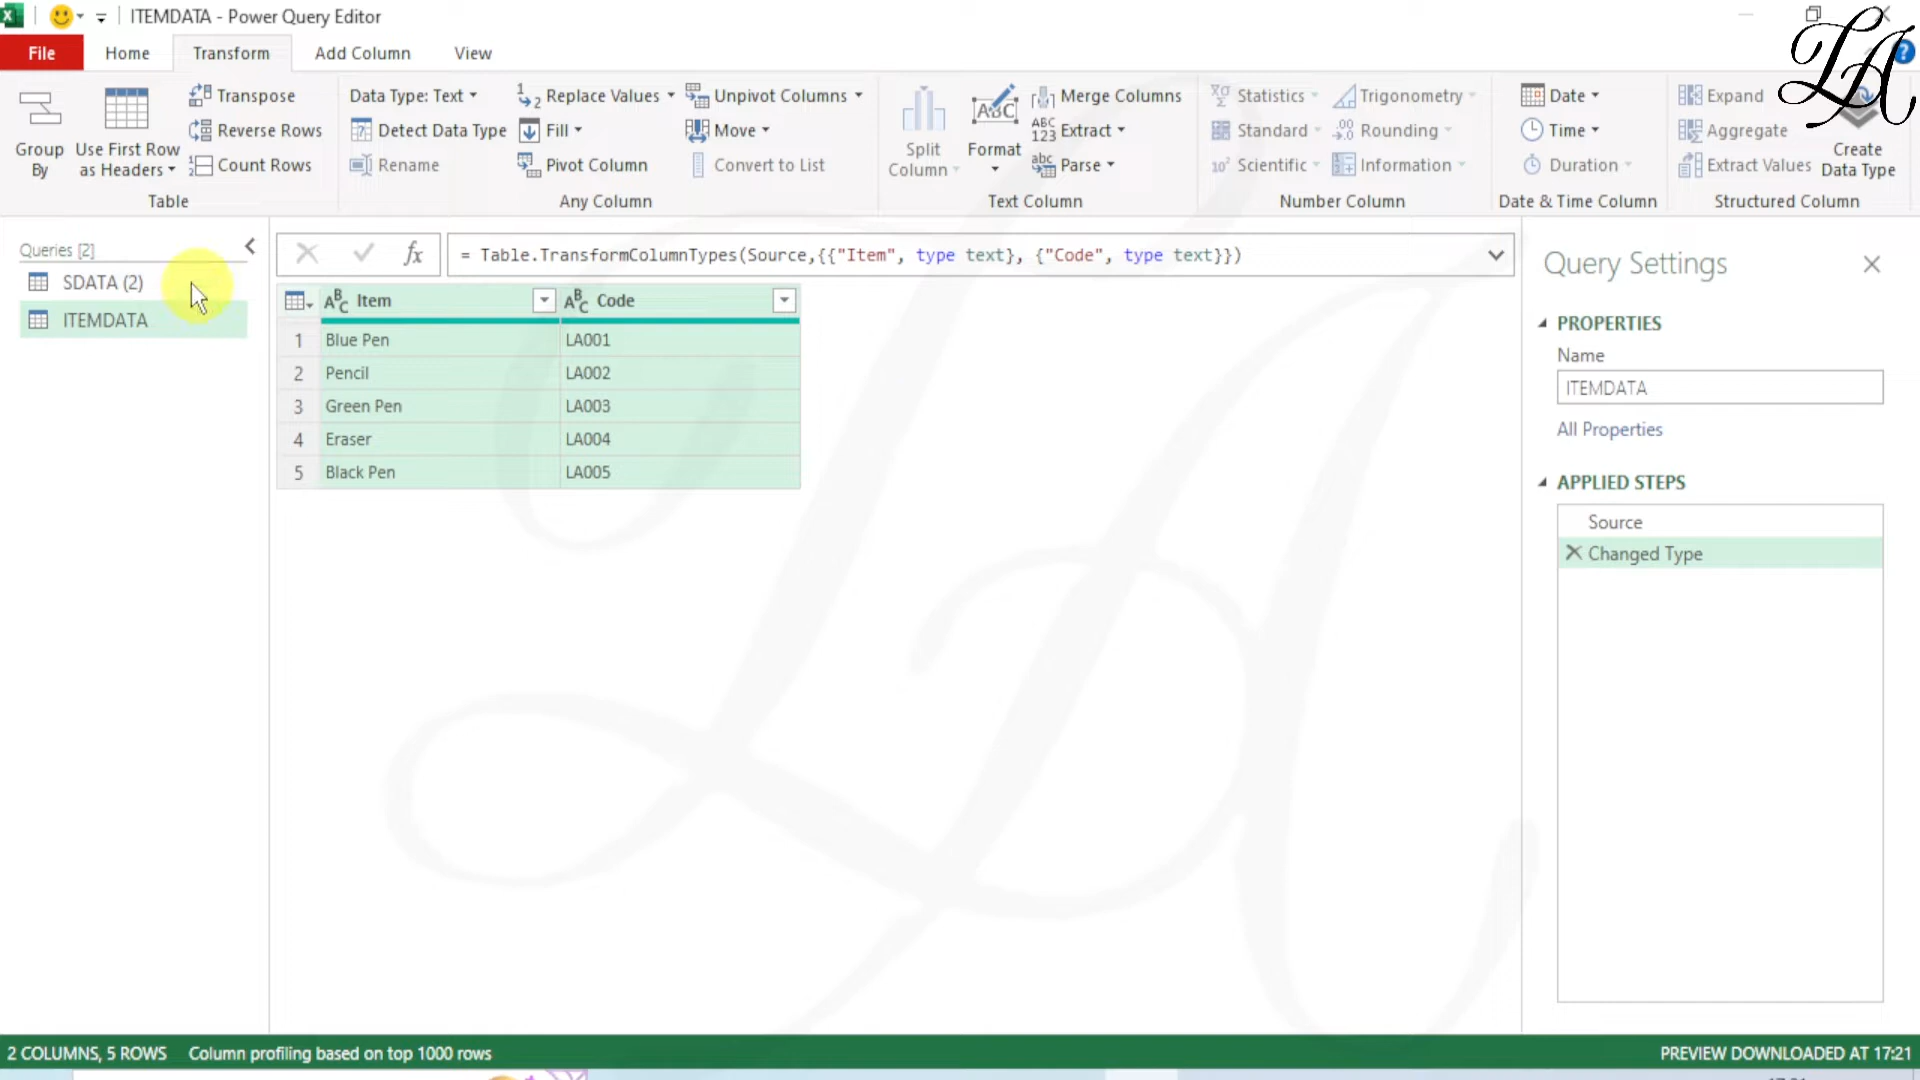 ITEMDATA - Power Query Editor
File
Home
Transform
Add Column
View
LA
Group By
Use First Row as Headers
Transpose
Reverse Rows
Count Rows
Table
Data Type: Text
Detect Data Type
Rename
Replace Values
Fill
Pivot Column
Unpivot Columns
Move
Convert to List
Any Column
Split Column
Format
Merge Columns
Extract
Parse
Text Column
Statistics
Standard
Scientific
Trigonometry
Rounding
Information
Number Column
Date
Time
Duration
Date & Time Column
Expand
Aggregate
Extract Values
Create Data Type
Structured Column
Queries [2]
SDATA (2)
ITEMDATA
fx
= Table.TransformColumnTypes(Source,{{"Item", type text}, {"Code", type text}})
Item Code
1 Blue Pen LA001
2 Pencil LA002
3 Green Pen LA003
4 Eraser LA004
5 Black Pen LA005
Query Settings
PROPERTIES
Name
ITEMDATA
All Properties
APPLIED STEPS
Source
Changed Type
2 COLUMNS, 5 ROWS
Column profiling based on top 1000 rows
PREVIEW DOWNLOADED AT 17:21